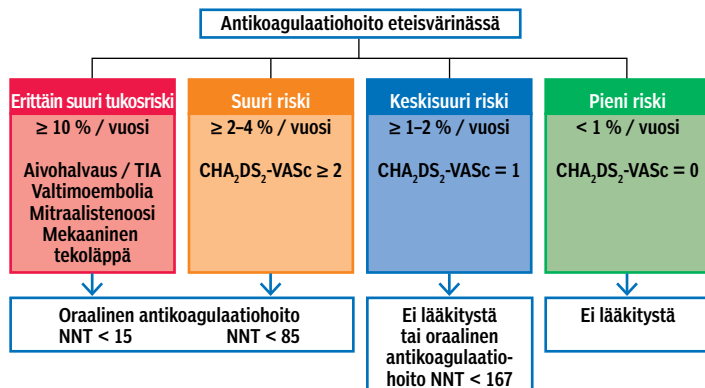 Antikoagulaatiohoito eteisvärinässä
Erittäin suuri tukosriski
≥ 10 % / vuosi
Aivohalvaus / TIA
Valtimoembolia
Mitraalistenoosi
Mekaaninen
tekoläppä
Suuri riski
≥ 2–4 % / vuosi
CHA₂DS₂-VASc ≥ 2
Keskisuuri riski
≥ 1–2 % / vuosi
CHA₂DS₂-VASc = 1
Pieni riski
< 1 % / vuosi
CHA₂DS₂-VASc = 0
Oraalinen antikoagulaatiohoito
NNT < 15 NNT < 85
Ei lääkitystä
tai oraalinen
antikoagulaatio-
hoito NNT < 167
Ei lääkitystä